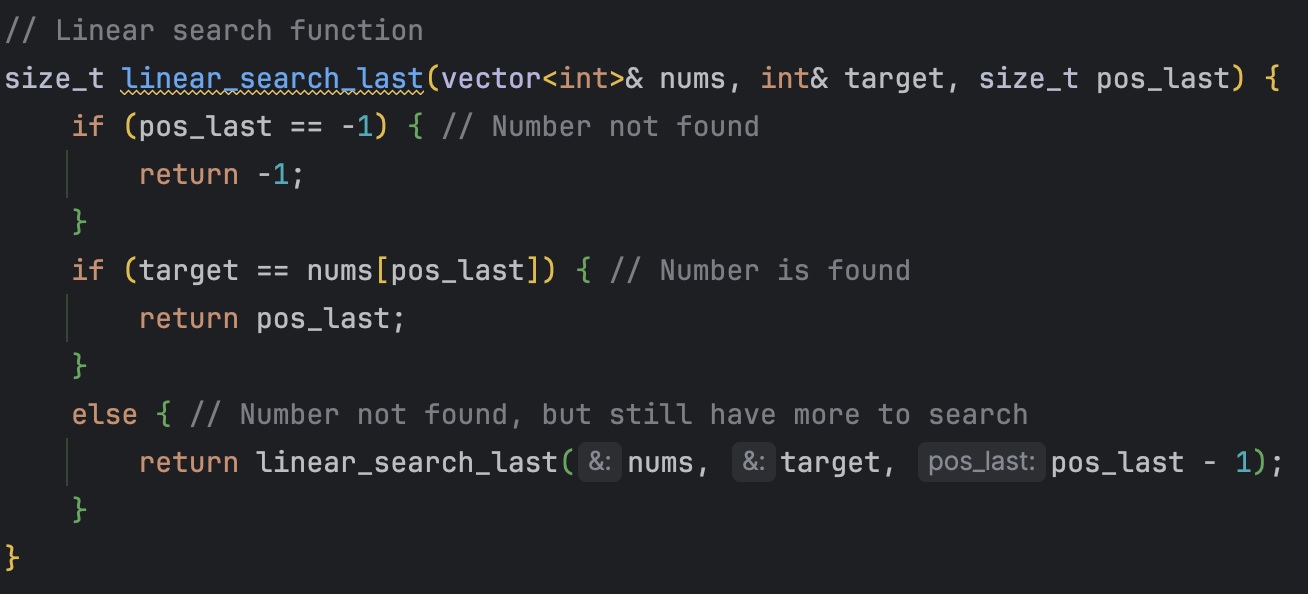 // Linear search function
size_t linear_search_last(vector<int>& nums, int& target, size_t pos_last) {
    if (pos_last == -1) { // Number not found
        return -1;
    }
    if (target == nums[pos_last]) { // Number is found
        return pos_last;
    }
    else { // Number not found, but still have more to search
        return linear_search_last( &: nums, &: target, pos_last: pos_last - 1);
    }
}